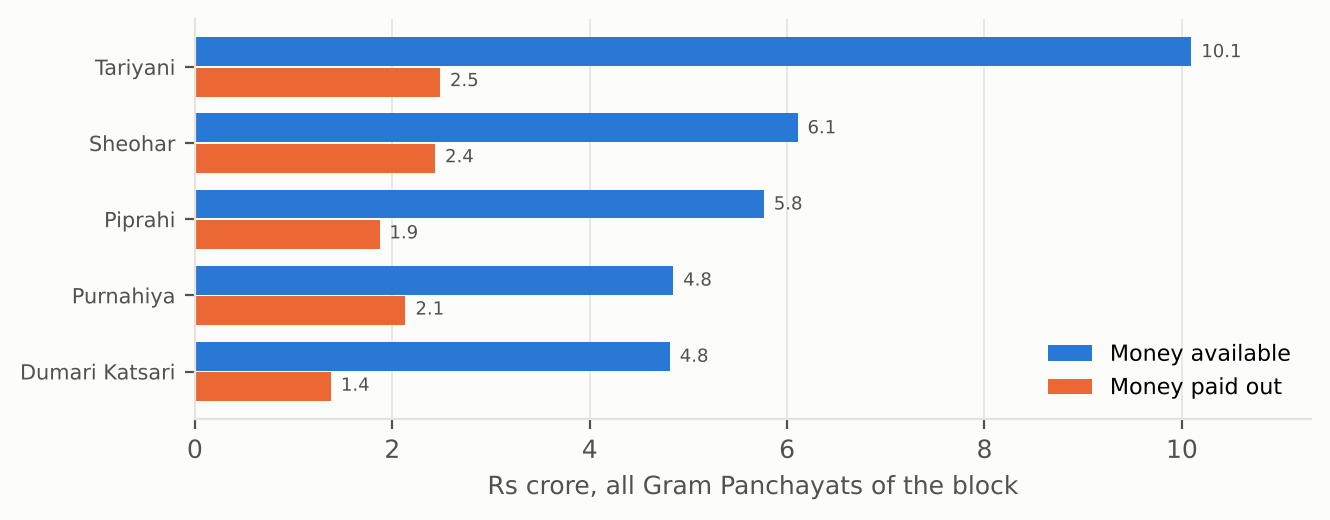 Tariyani 10.1
2.5
Sheohar 6.1
2.4
Piprahi 5.8
1.9
Purnahiya 4.8
2.1
Dumari Katsari 4.8
1.4
Money available
Money paid out
0 2 4 6 8 10
Rs crore, all Gram Panchayats of the block